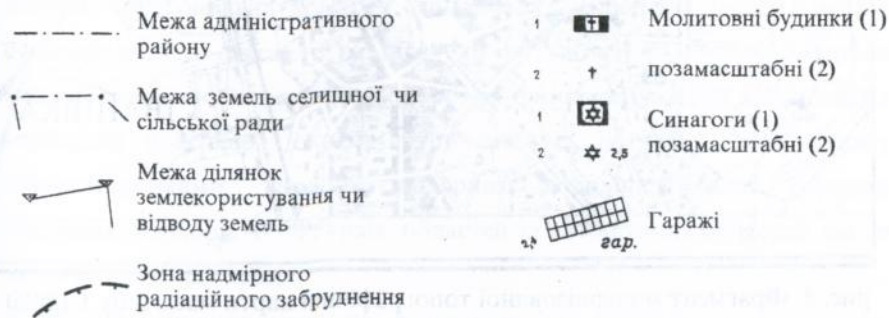 Межа адміністративного
району
Межа земель селищної чи
сільської ради
Межа ділянок
землекористування чи
відводу земель
Зона надмірного
радіаційного забруднення
1
Молитовні будинки (1)
2
позамасштабні (2)
1
Синагоги (1)
2
2,5
позамасштабні (2)
гар.
Гаражі